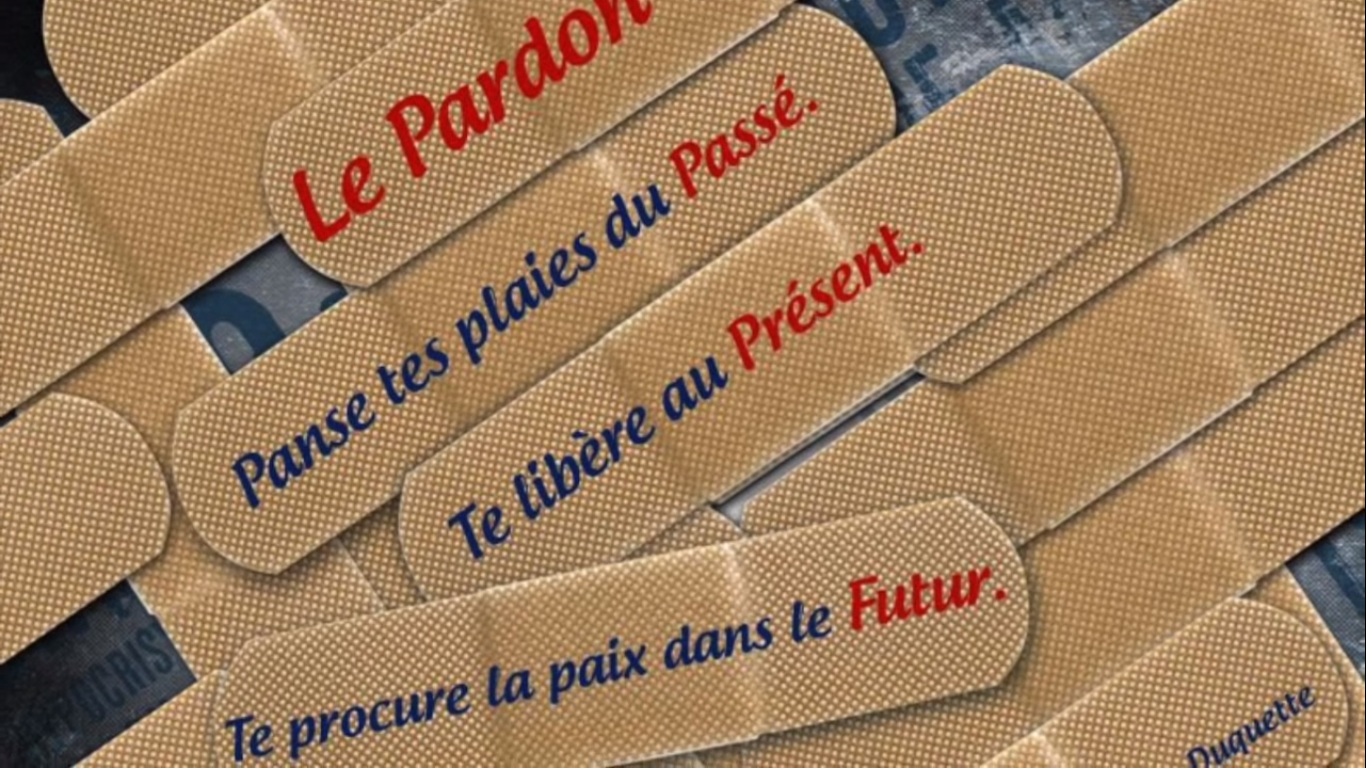 Le Pardon
Panse tes plaies du Passé.
Te libère au Présent.
Te procure la paix dans le Futur.
Duquette